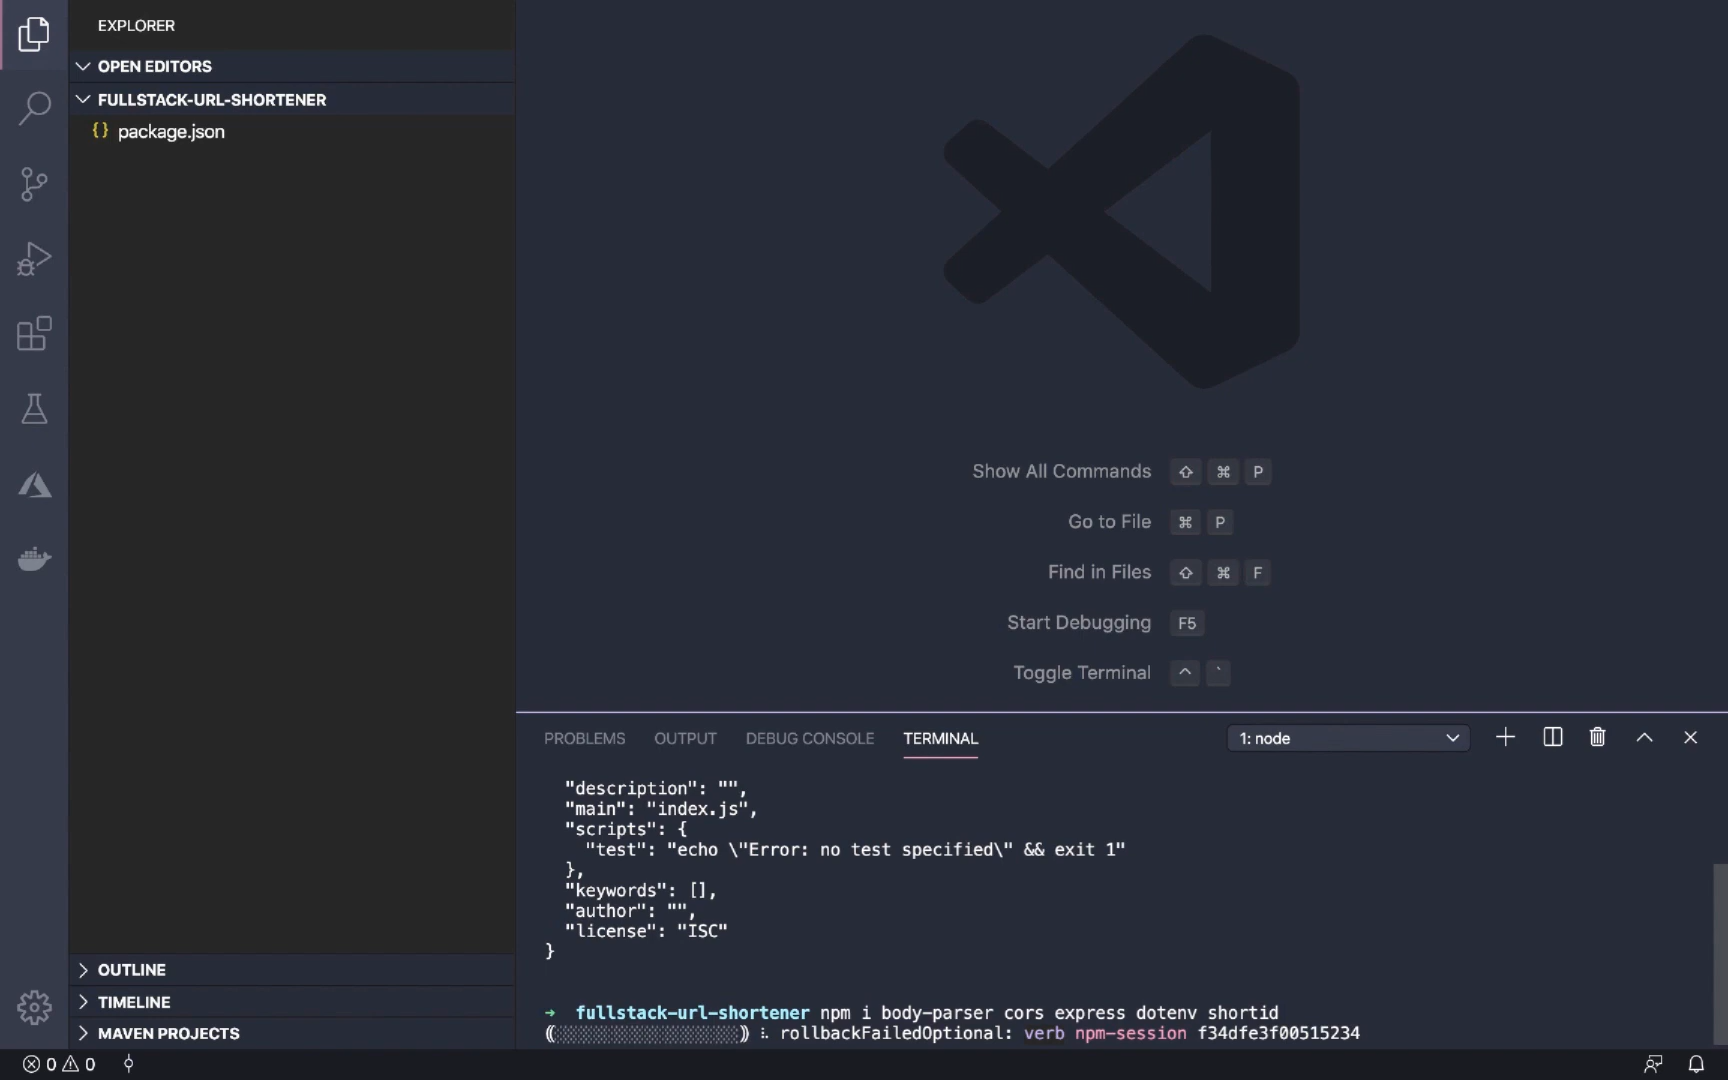 EXPLORER
OPEN EDITORS
FULLSTACK-URL-SHORTENER
{} package.json
OUTLINE
TIMELINE
MAVEN PROJECTS
Show All Commands ⇧ ⌘ P
Go to File ⌘ P
Find in Files ⇧ ⌘ F
Start Debugging F5
Toggle Terminal ^ `
PROBLEMS OUTPUT DEBUG CONSOLE TERMINAL 1: node
"description": "",
"main": "index.js",
"scripts": {
"test": "echo \"Error: no test specified\" && exit 1"
},
"keywords": [],
"author": "",
"license": "ISC"
}
→ fullstack-url-shortener npm i body-parser cors express dotenv shortid
(░░░░░░░░░░░░░░░░░░) ⠧ rollbackFailedOptional: verb npm-session f34dfe3f00515234
0 0